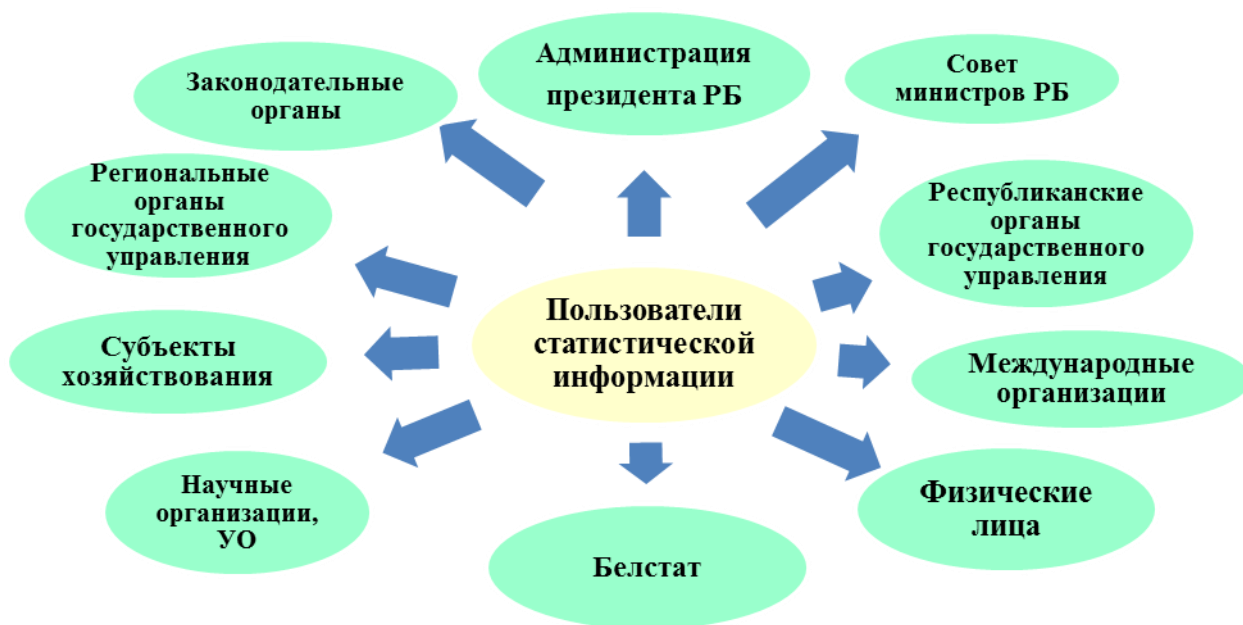 Администрация
президента РБ
Законодательные
органы
Совет
министров РБ
Региональные
органы
государственного
управления
Республиканские
органы
государственного
управления
Пользователи
статистической
информации
Субъекты
хозяйствования
Международные
организации
Научные
организации,
УО
Физические
лица
Белстат